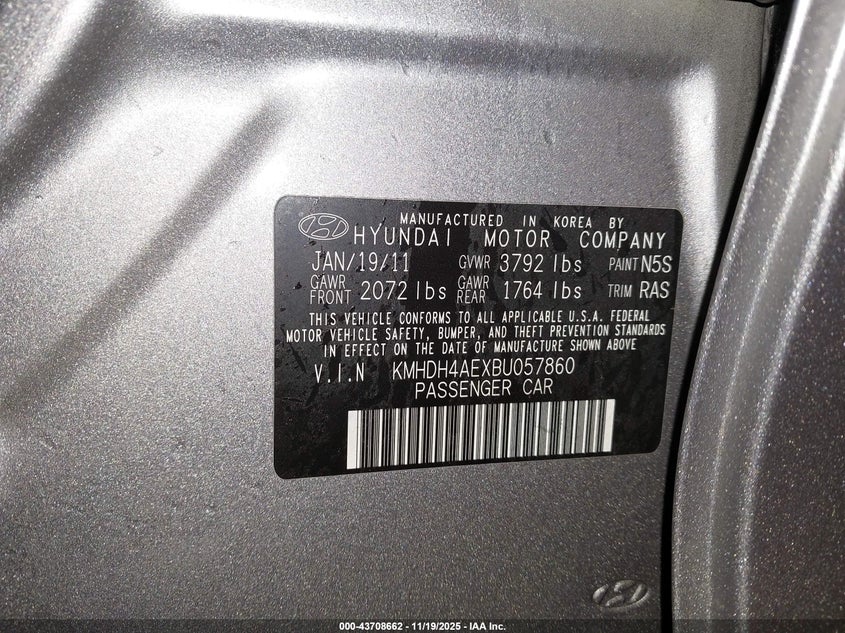 MANUFACTURED IN KOREA BY
HYUNDAI MOTOR COMPANY
JAN/19/11 GVWR 3792 lbs PAINT N5S
GAWR FRONT 2072 lbs GAWR REAR 1764 lbs TRIM RAS
THIS VEHICLE CONFORMS TO ALL APPLICABLE U.S.A. FEDERAL
MOTOR VEHICLE SAFETY, BUMPER, AND THEFT PREVENTION STANDARDS
IN EFFECT ON THE DATE OF MANUFACTURE SHOWN ABOVE
V.I.N KMHDH4AEXBU057860
PASSENGER CAR
000-43708662 - 11/19/2025 - IAA Inc.